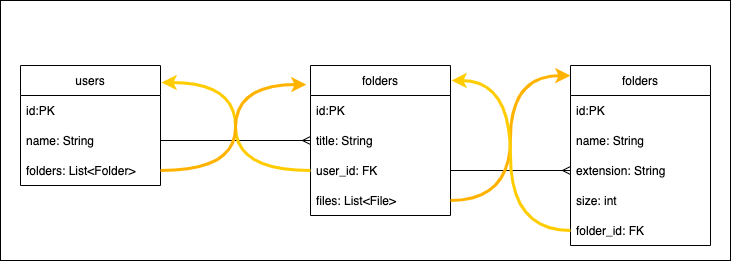 users
id:PK
name: String
folders: List<Folder>
folders
id:PK
title: String
user_id: FK
files: List<File>
folders
id:PK
name: String
extension: String
size: int
folder_id: FK